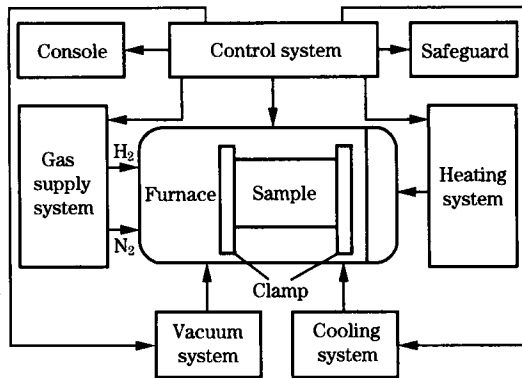 Console
Control system
Safeguard
Gas
supply
system
H₂
N₂
Furnace
Sample
Heating
system
Clamp
Vacuum
system
Cooling
system